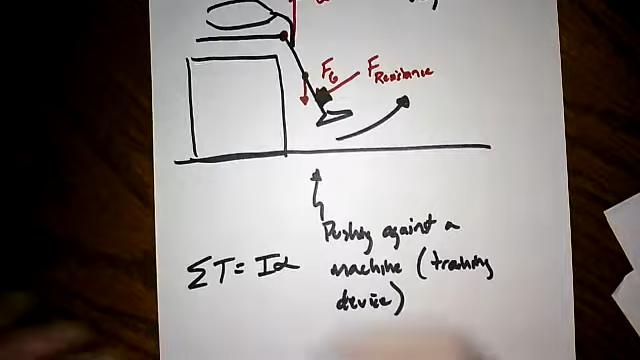 F_G
F_Resistance
Pushing against a
machine (training
device)
ΣT = Iα